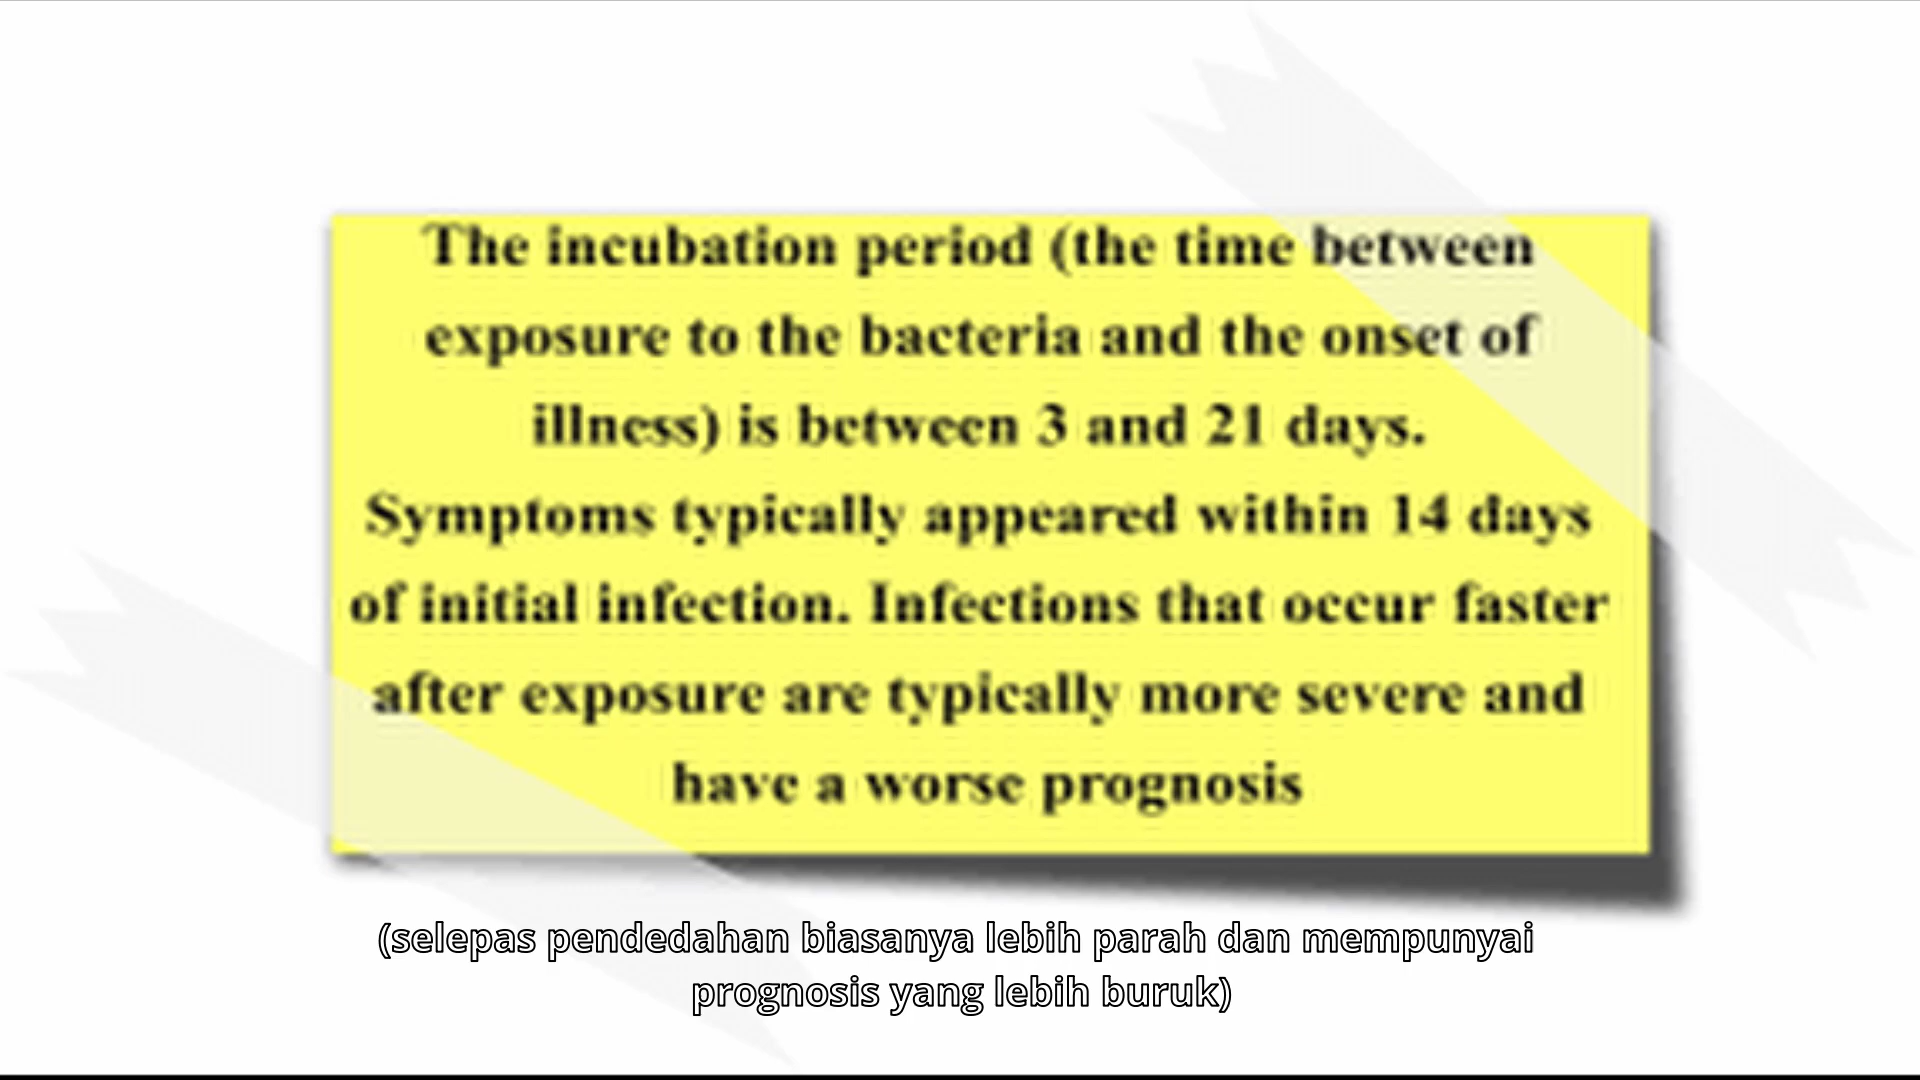 The incubation period (the time between
exposure to the bacteria and the onset of
illness) is between 3 and 21 days.
Symptoms typically appeared within 14 days
of initial infection. Infections that occur faster
after exposure are typically more severe and
have a worse prognosis
(selepas pendedahan biasanya lebih parah dan mempunyai
prognosis yang lebih buruk)